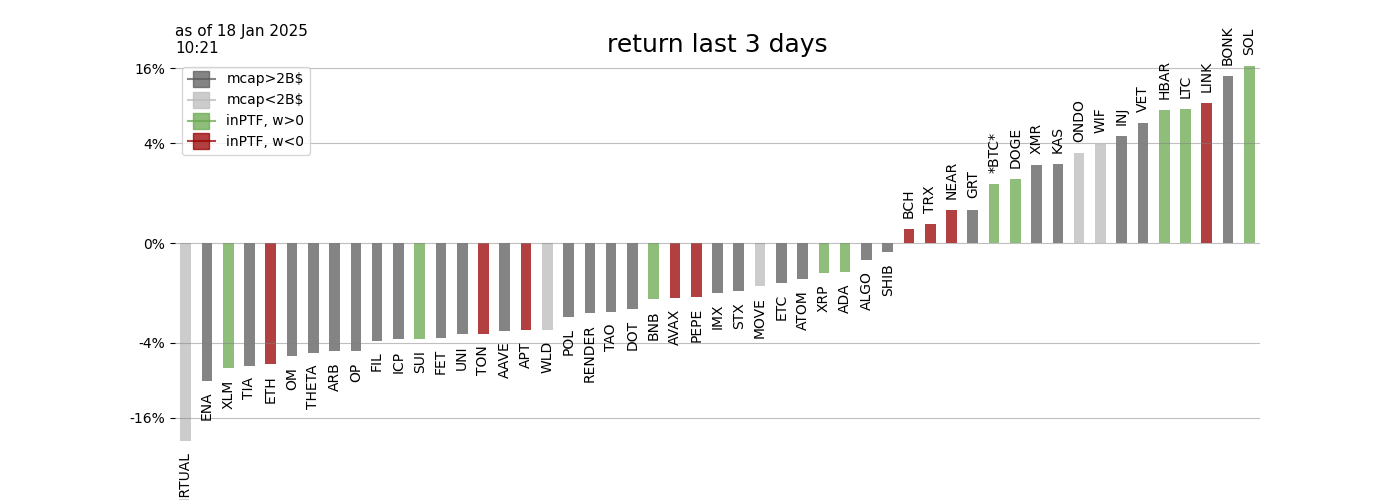 as of 18 Jan 2025
10:21
return last 3 days
mcap>2B$
mcap<2B$
inPTF, w>0
inPTF, w<0
16%
4%
0%
-4%
-16%
RTUAL
ENA
XLM
TIA
ETH
OM
THETA
ARB
OP
FIL
ICP
SUI
FET
UNI
TON
AAVE
APT
WLD
POL
RENDER
TAO
DOT
BNB
AVAX
PEPE
IMX
STX
MOVE
ETC
ATOM
XRP
ADA
ALGO
SHIB
BCH
TRX
NEAR
GRT
*BTC*
DOGE
XMR
KAS
ONDO
WIF
INJ
VET
HBAR
LTC
LINK
BONK
SOL